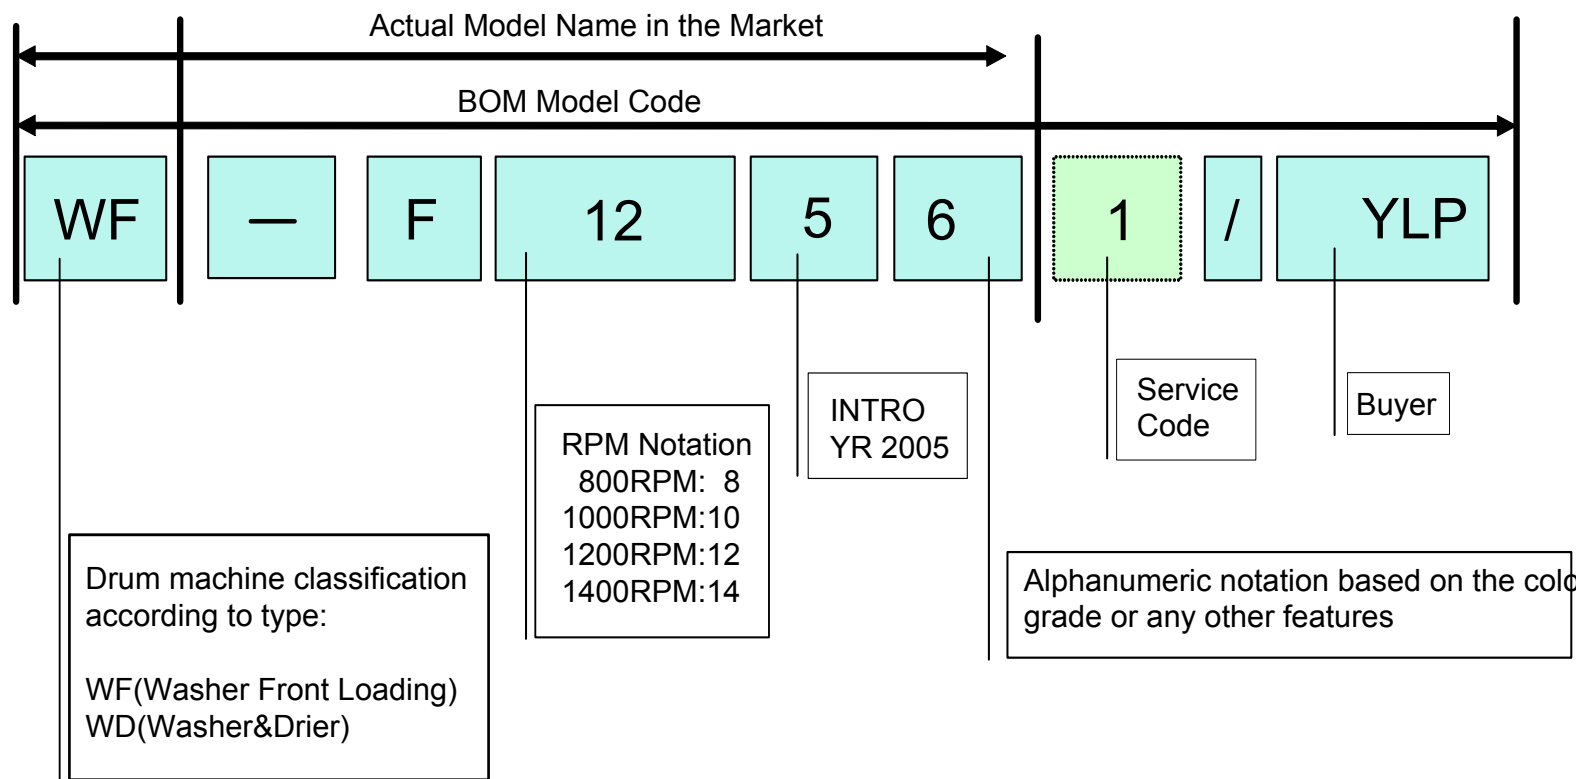 Actual Model Name in the Market
BOM Model Code
WF — F 12 5 6 1 / YLP
INTRO
YR 2005
Service
Code
Buyer
RPM Notation
800RPM: 8
1000RPM:10
1200RPM:12
1400RPM:14
Drum machine classification
according to type:
WF(Washer Front Loading)
WD(Washer&Drier)
Alphanumeric notation based on the colo
grade or any other features